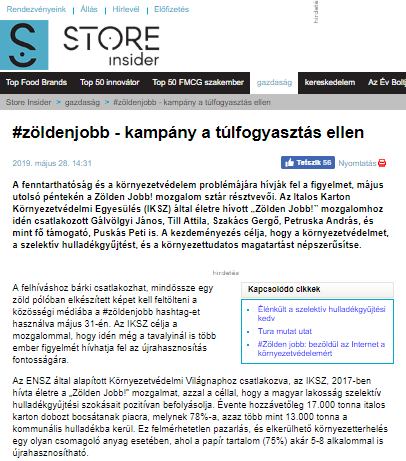 Rendezvényeink | Állás | Hírlevél | Előfizetés
hirdetés
STORE
insider
Top Food Brands Top 50 innovátor Top 50 FMCG szakember gazdaság kereskedelem Az Év Bolt
Store Insider > gazdaság > #zöldenjobb - kampány a túlfogyasztás ellen
#zöldenjobb - kampány a túlfogyasztás ellen
2019. május 28. 14:31
Tetszik 56 Nyomtatás
A fenntarthatóság és a környezetvédelem problémájára hívják fel a figyelmet, május
utolsó péntekén a Zölden Jobb! mozgalom sztár résztvevői. Az Italos Karton
Környezetvédelmi Egyesülés (IKSZ) által életre hívott „Zölden Jobb!” mozgalomhoz
idén csatlakozott Gálvölgyi János, Till Attila, Szakács Gergő, Petruska András, és
mint fő támogató, Puskás Peti is. A kezdeményezés célja, hogy a környezetvédelmet,
a szelektív hulladékgyűjtést, és a környezettudatos magatartást népszerűsítse.
hirdetés
A felhíváshoz bárki csatlakozhat, mindössze egy
zöld pólóban elkészített képet kell feltölteni a
közösségi médiába a #zöldenjobb hashtag-et
használva május 31-én. Az IKSZ célja a
mozgalommal, hogy idén még a tavalyinál is több
ember figyelmét hívhatja fel az újrahasznosítás
fontosságára.
Kapcsolódó cikkek
Élénkült a szelektív hulladékgyűjtési
kedv
Tura mutat utat
#Zölden jobb: bezöldül az Internet a
környezetvédelemért
Az ENSZ által alapított Környezetvédelmi Világnaphoz csatlakozva, az IKSZ, 2017-ben
hívta életre a „Zölden Jobb!” mozgalmat, azzal a céllal, hogy a magyar lakosság szelektív
hulladékgyűjtési szokásait pozitívan befolyásolja. Évente hozzávetőleg 17.000 tonna italos
karton dobozt bocsátanak piacra, melynek 78%-a, azaz több mint 13.000 tonna a
kommunális hulladékba kerül. Ez felmérhetetlen pazarlás, és elkerülhető környezetterhelés
egy olyan csomagoló anyag esetében, ahol a papír tartalom (75%) akár 5-8 alkalommal is
újrahasznosítható.